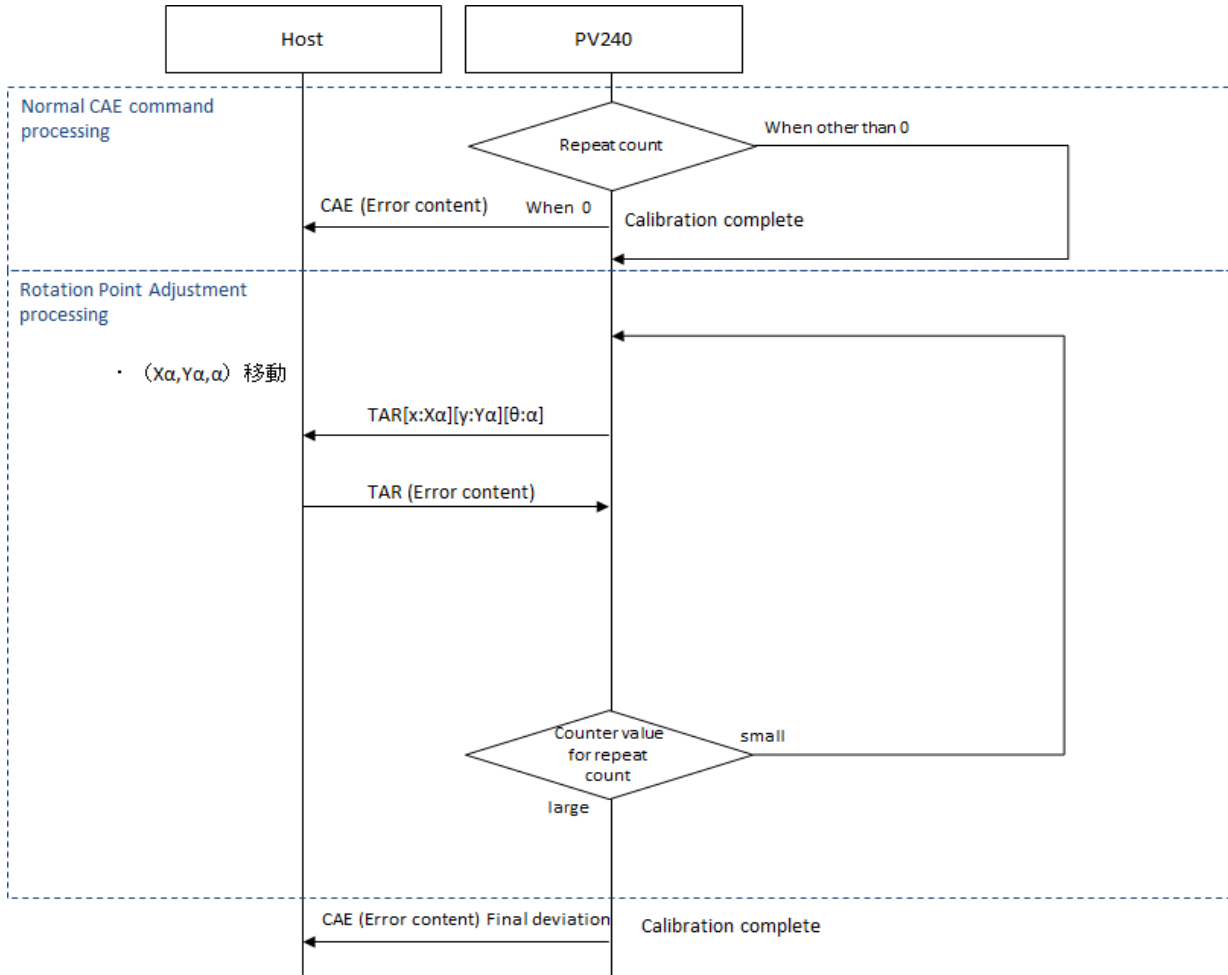 Host
PV240
Normal CAE command
processing
Repeat count
When other than 0
CAE (Error content)
When 0
Calibration complete
Rotation Point Adjustment
processing
・ （Xα,Yα,α）移動
TAR[x:Xα][y:Yα][θ:α]
TAR (Error content)
Counter value
for repeat
count
small
large
CAE (Error content) Final deviation
Calibration complete